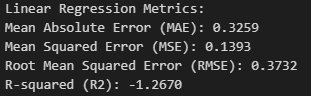 Linear Regression Metrics:
Mean Absolute Error (MAE): 0.3259
Mean Squared Error (MSE): 0.1393
Root Mean Squared Error (RMSE): 0.3732
R-squared (R2): -1.2670